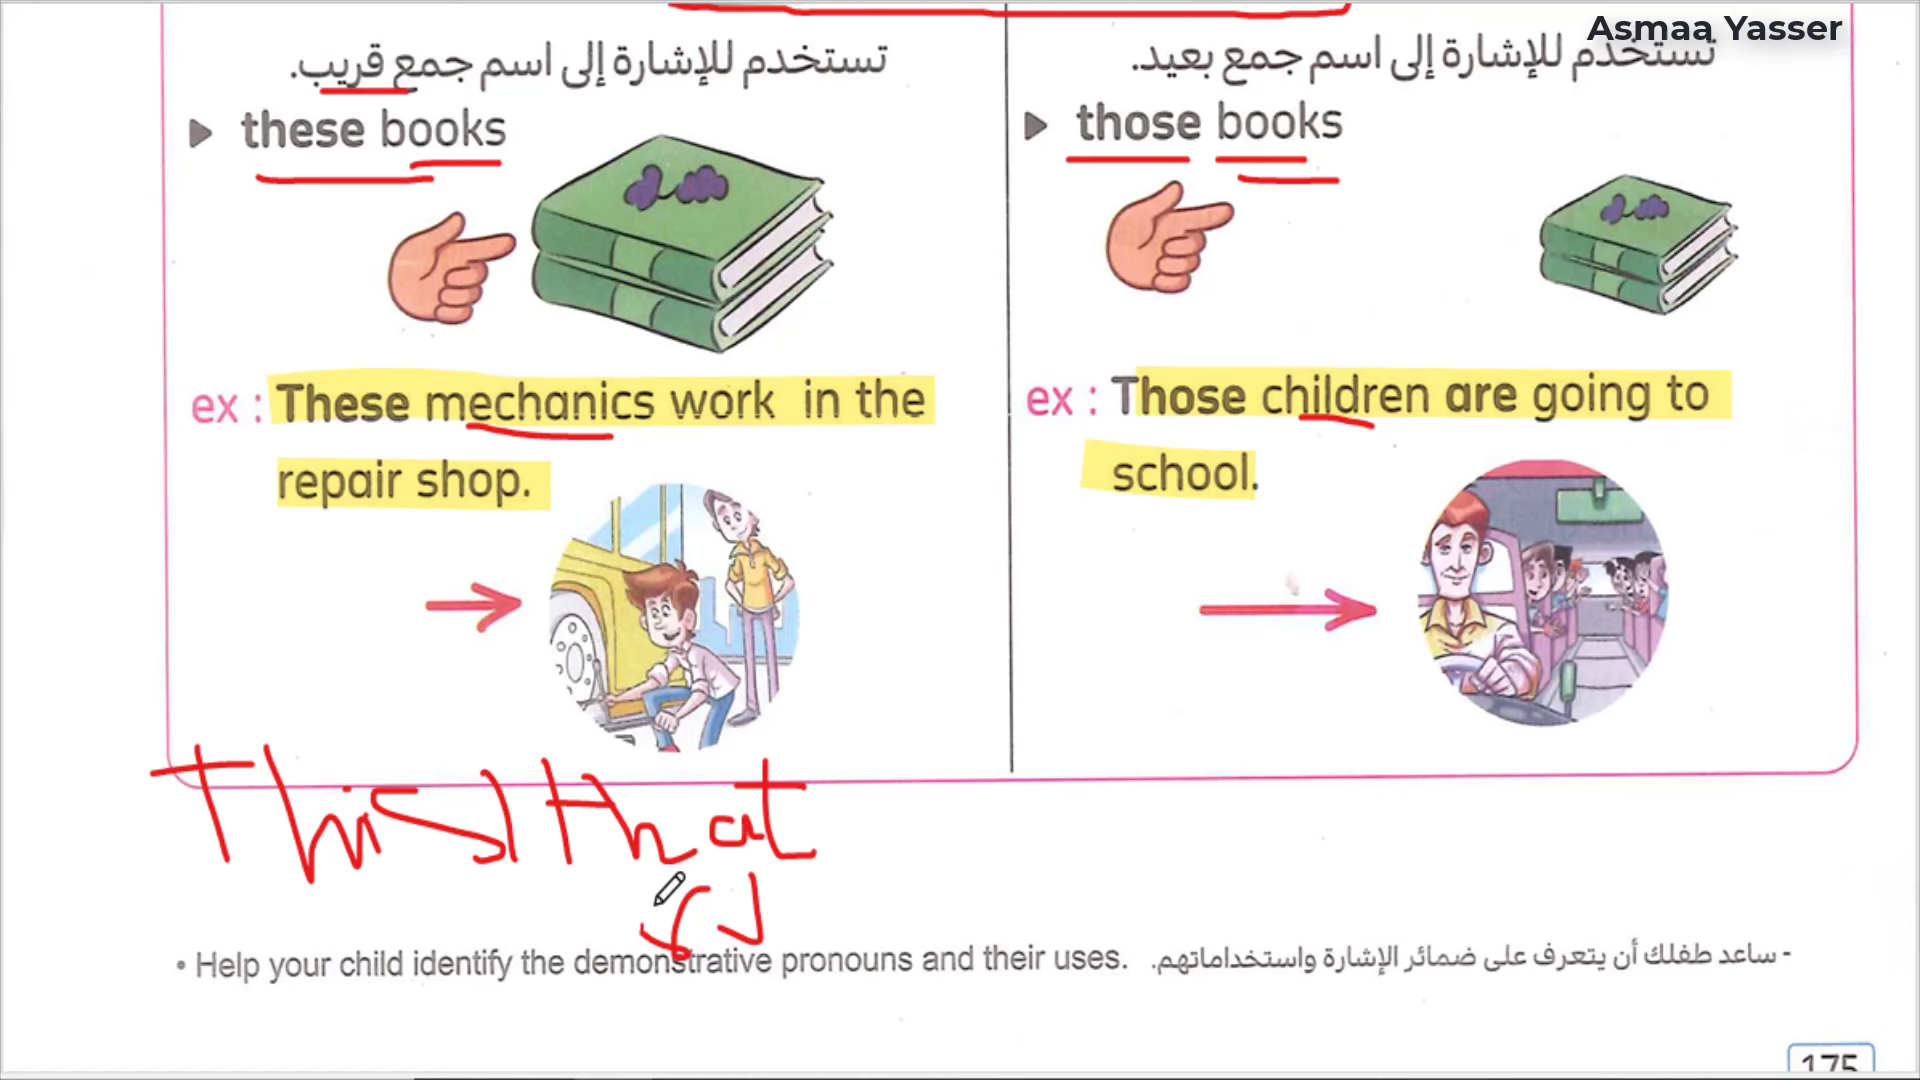 Asmaa Yasser
تستخدم للإشارة إلى اسم جمع قريب.
these books
ex : These mechanics work in the
repair shop.
تستخدم للإشارة إلى اسم جمع بعيد.
those books
ex : Those children are going to
school.
This that
• Help your child identify the demonstrative pronouns and their uses.
- ساعد طفلك أن يتعرف على ضمائر الإشارة واستخداماتهم.
175